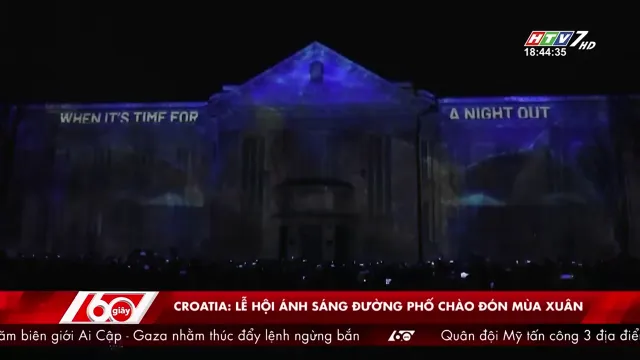 HTV7 HD
18:44:35
WHEN IT'S TIME FOR
A NIGHT OUT
60 giây
CROATIA: LỄ HỘI ÁNH SÁNG ĐƯỜNG PHỐ CHÀO ĐÓN MÙA XUÂN
ăm biên giới Ai Cập - Gaza nhằm thúc đẩy lệnh ngừng bắn 60 Quân đội Mỹ tấn công 3 địa điể